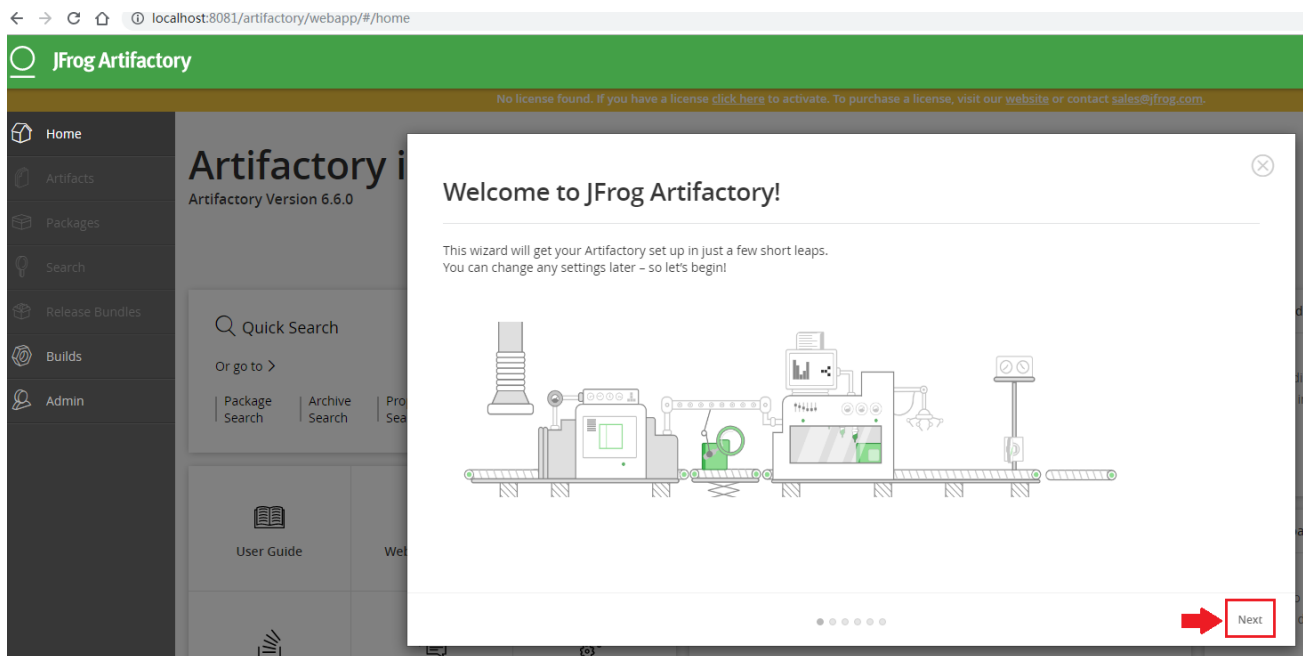 localhost:8081/artifactory/webapp/#/home
JFrog Artifactory
No license found. If you have a license click here to activate. To purchase a license, visit our website or contact sales@jfrog.com.
Home
Artifacts
Packages
Search
Release Bundles
Builds
Admin
Artifactory i
Artifactory Version 6.6.0
Quick Search
Or go to >
Package Search
Archive Search
Pro
Sea
User Guide
Web
Welcome to JFrog Artifactory!
This wizard will get your Artifactory set up in just a few short leaps.
You can change any settings later – so let's begin!
Next